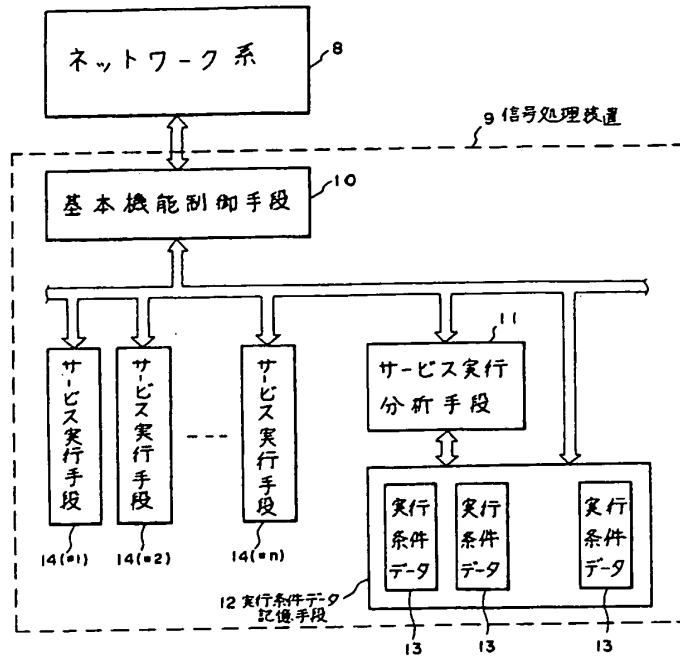 ネットワーク系
8
9 信号処理装置
基本機能制御手段
10
11
サービス実行
分析手段
サービス実行手段
サービス実行手段
サービス実行手段
14(#1)
14(#2)
14(#n)
実行
条件
データ
実行
条件
データ
実行
条件
データ
12 実行条件データ
記憶手段
13
13
13